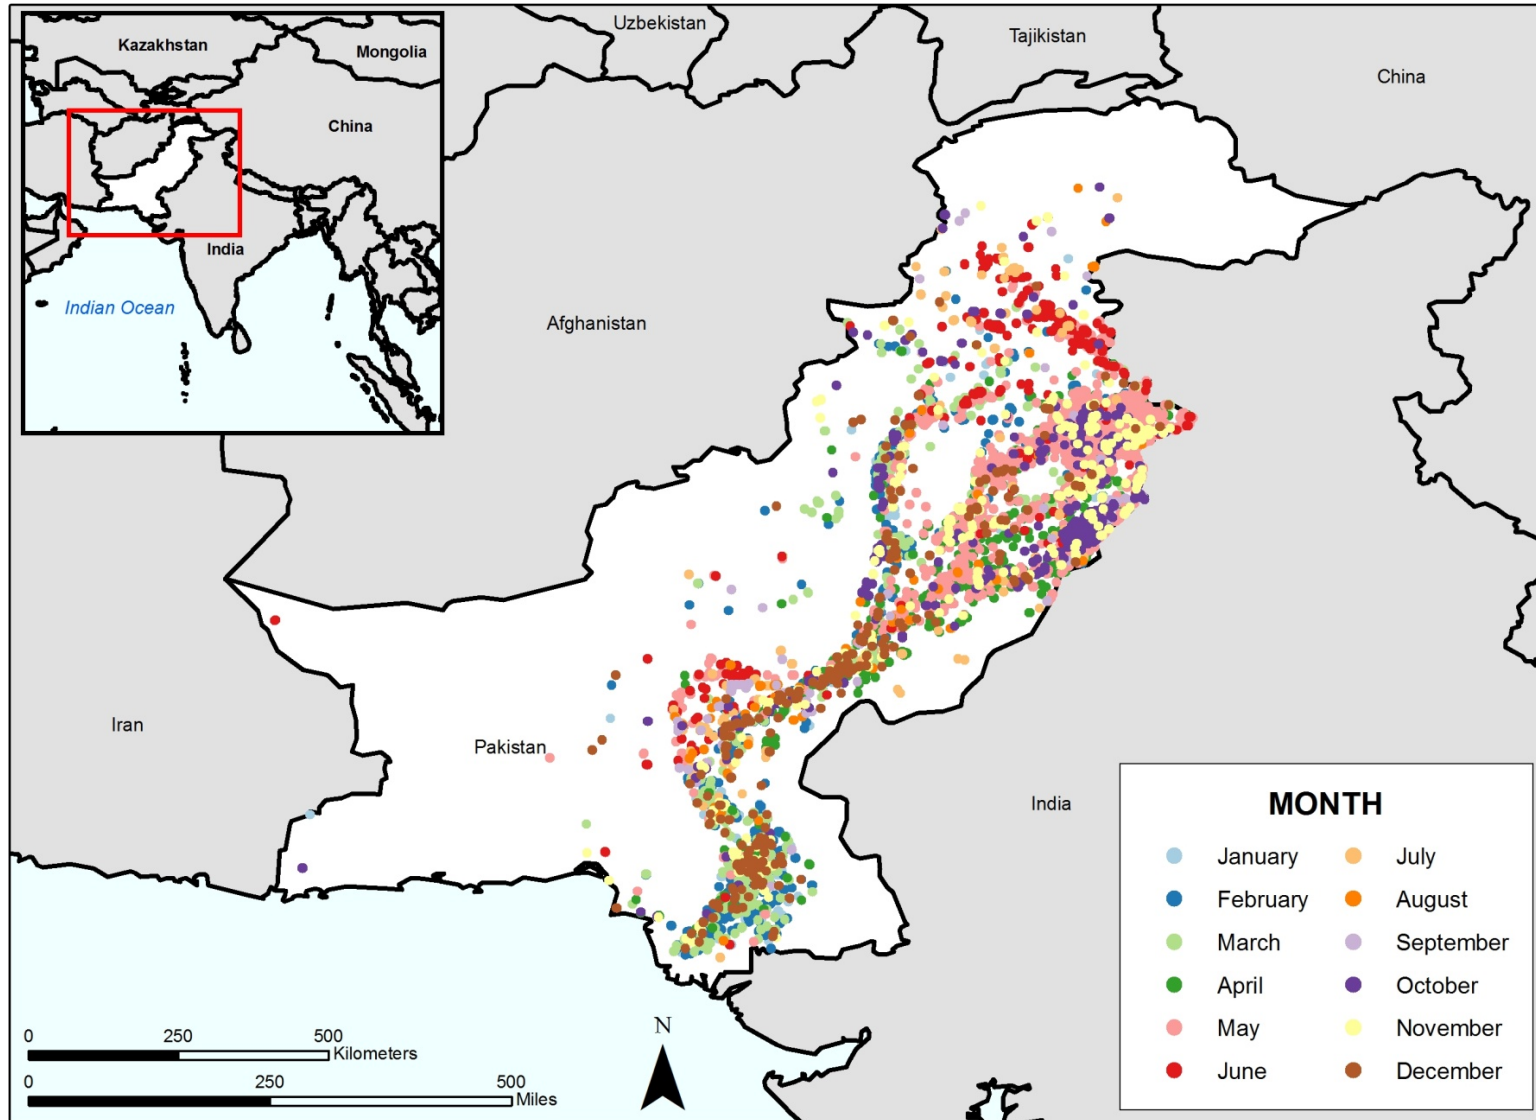 Kazakhstan
Mongolia
China
India
Indian Ocean
Uzbekistan
Tajikistan
China
Afghanistan
Iran
Pakistan
India
MONTH
January
July
February
August
March
September
April
October
May
November
June
December
0 250 500
Kilometers
0 250 500
Miles
N